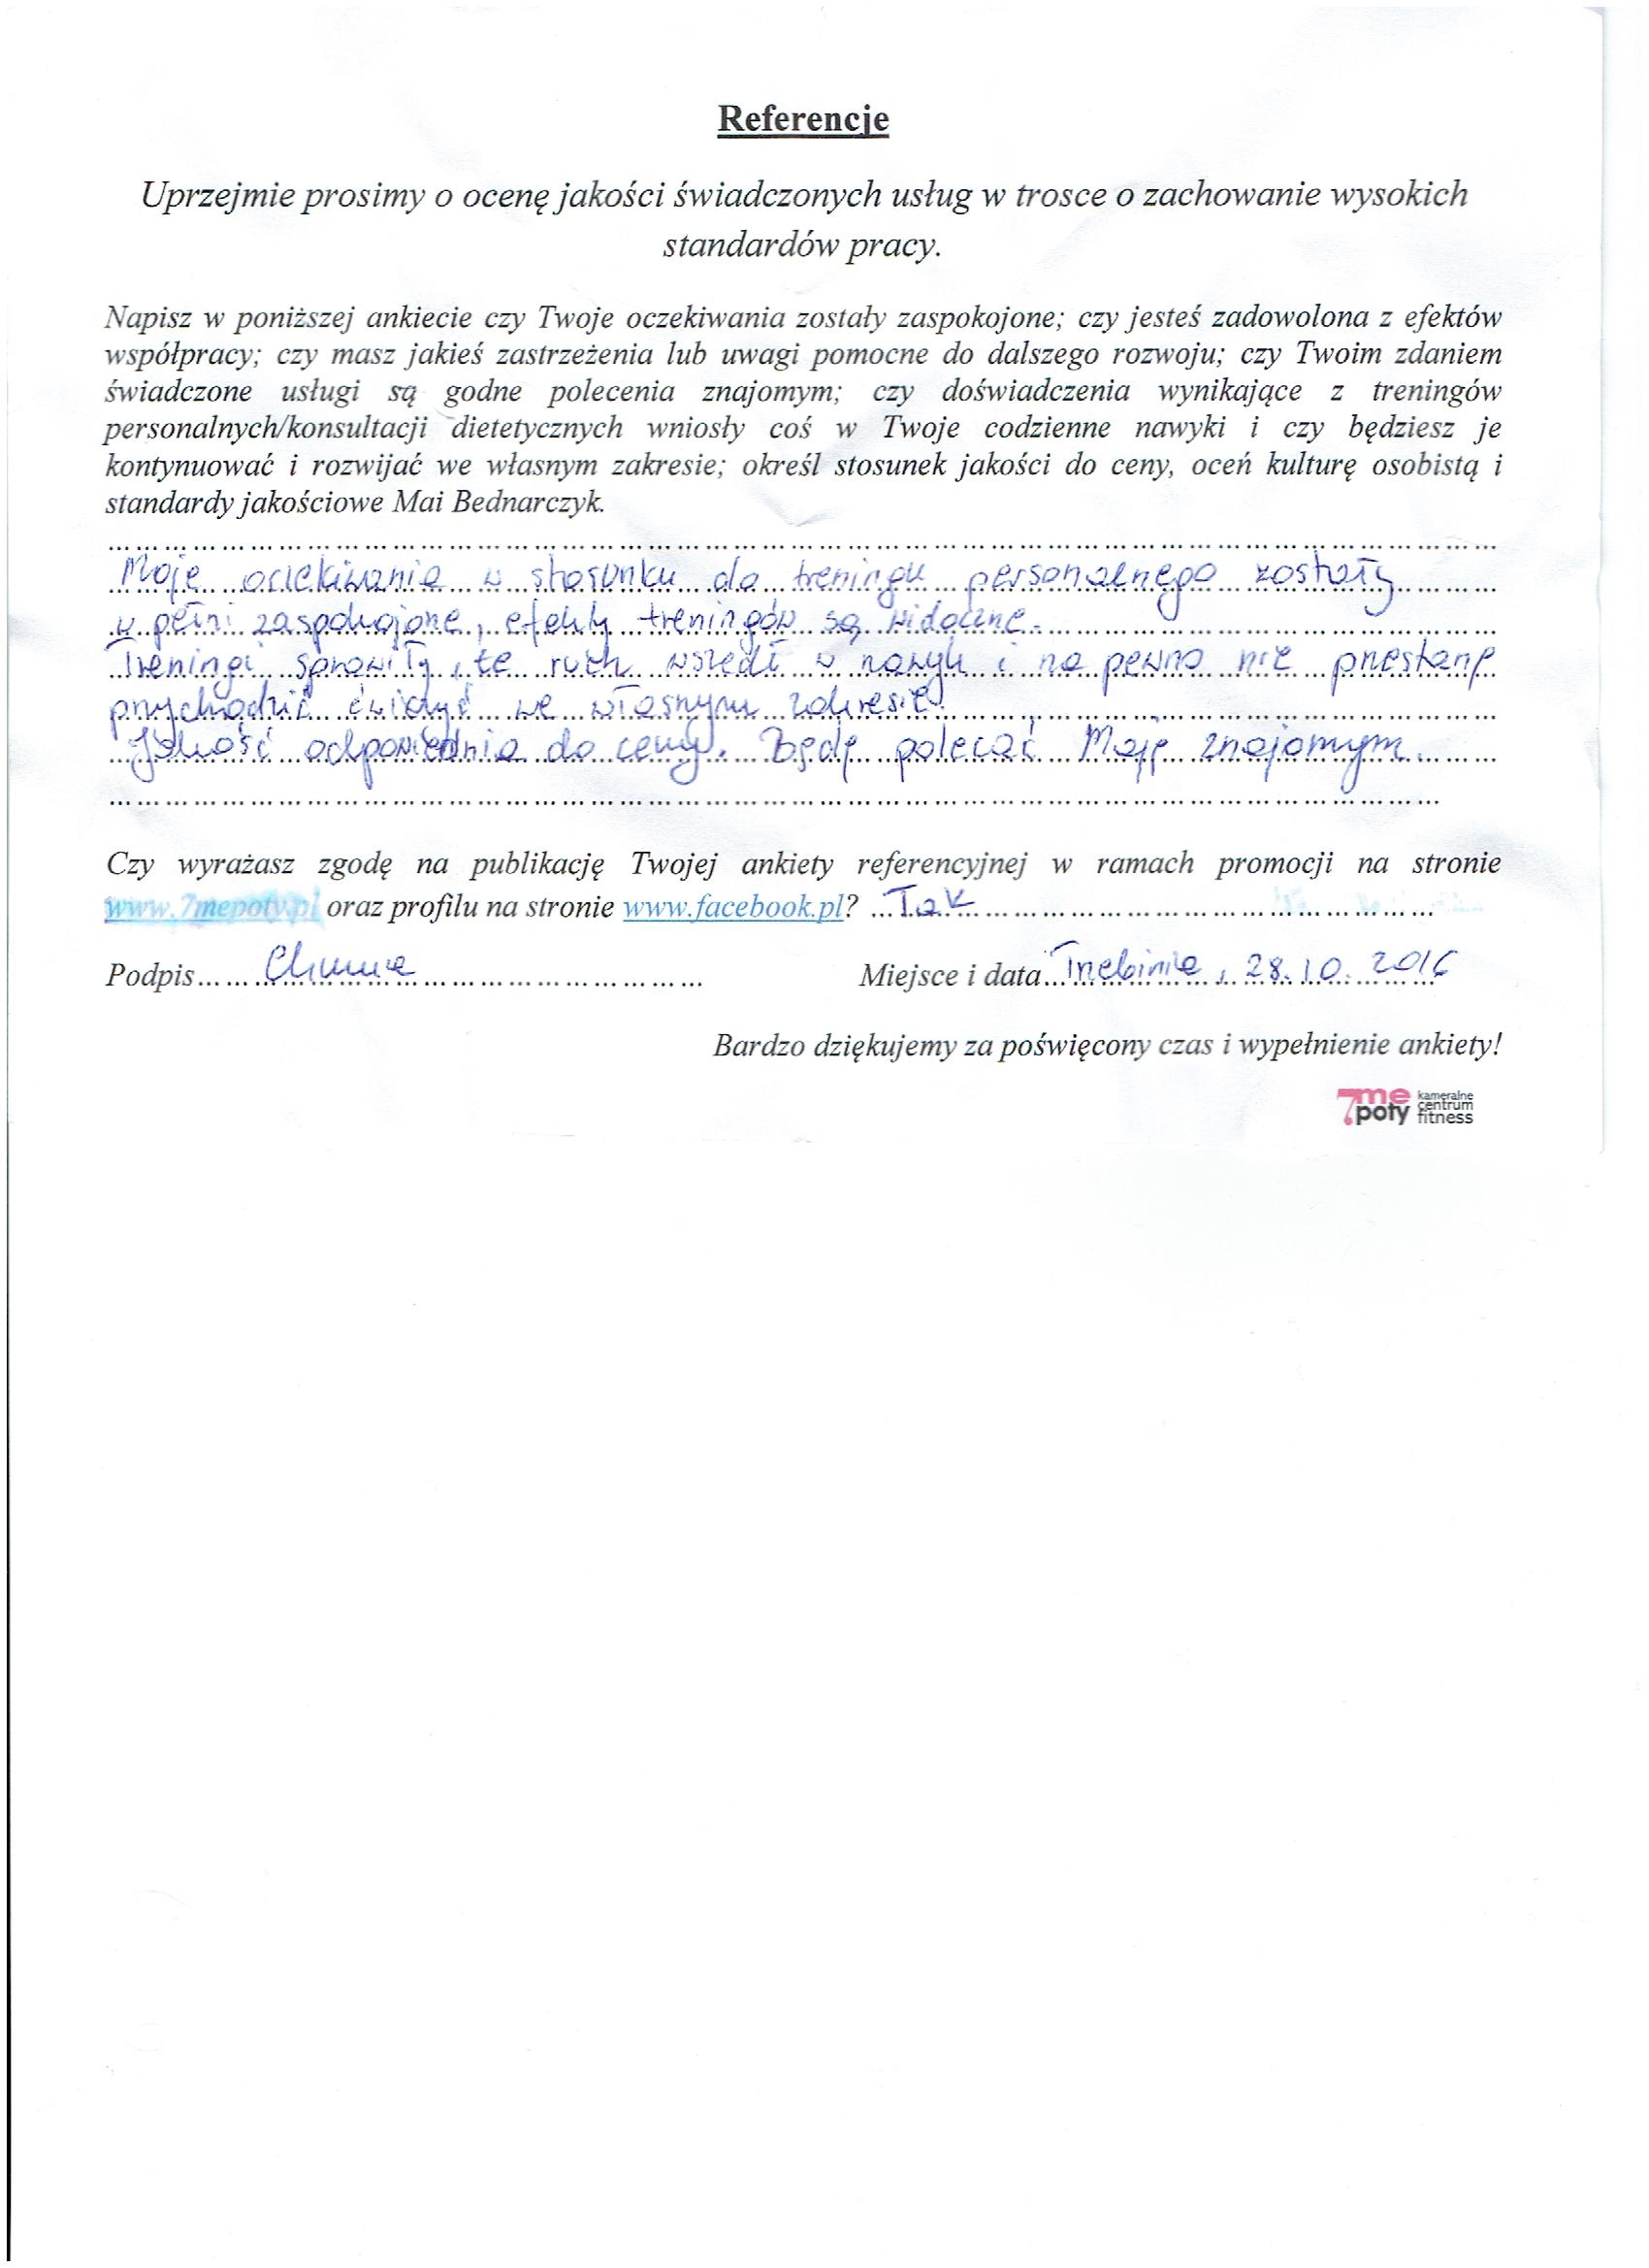 Referencje
Uprzejmie prosimy o ocenę jakości świadczonych usług w trosce o zachowanie wysokich
standardów pracy.
Napisz w poniższej ankiecie czy Twoje oczekiwania zostały zaspokojone; czy jesteś zadowolona z efektów
współpracy; czy masz jakieś zastrzeżenia lub uwagi pomocne do dalszego rozwoju; czy Twoim zdaniem
świadczone usługi są godne polecenia znajomym; czy doświadczenia wynikające z treningów
personalnych/konsultacji dietetycznych wniosły coś w Twoje codzienne nawyki i czy będziesz je
kontynuować i rozwijać we własnym zakresie; określ stosunek jakości do ceny, oceń kulturę osobistą i
standardy jakościowe Mai Bednarczyk.
Moje oczekiwania w stosunku do treningu personalnego zostały
w pełni zaspokojone, efekty treningów są widoczne.
Treningi sprawiły, że ruch wszedł w nawyk i na pewno nie przestanę
przychodzić ćwiczyć we własnym zakresie.
Jakość odpowiednia do ceny. Będę polecać Maję znajomym.
Czy wyrażasz zgodę na publikację Twojej ankiety referencyjnej w ramach promocji na stronie
www.7mepoty.pl oraz profilu na stronie www.facebook.pl? Tak
Podpis Miejsce i data Trzebinia, 28.10.2016
Bardzo dziękujemy za poświęcony czas i wypełnienie ankiety!
7me poty kameralne centrum fitness